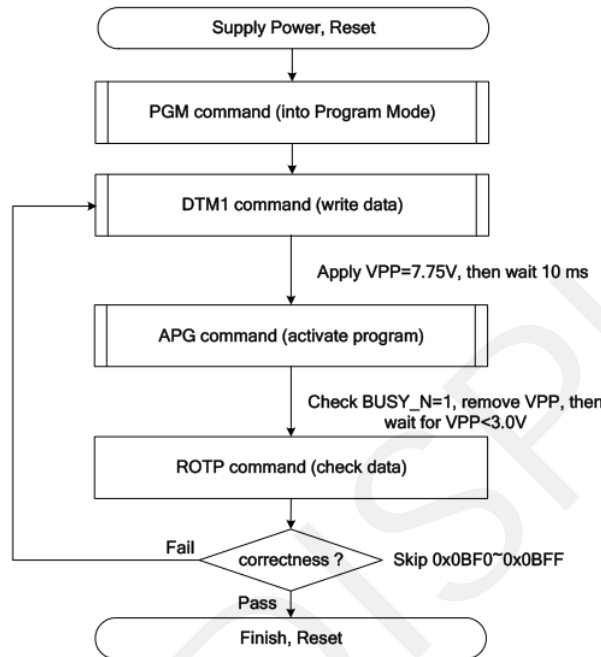 Supply Power, Reset
PGM command (into Program Mode)
DTM1 command (write data)
Apply VPP=7.75V, then wait 10 ms
APG command (activate program)
Check BUSY_N=1, remove VPP, then
wait for VPP<3.0V
ROTP command (check data)
Fail
correctness ?
Skip 0x0BF0~0x0BFF
Pass
Finish, Reset